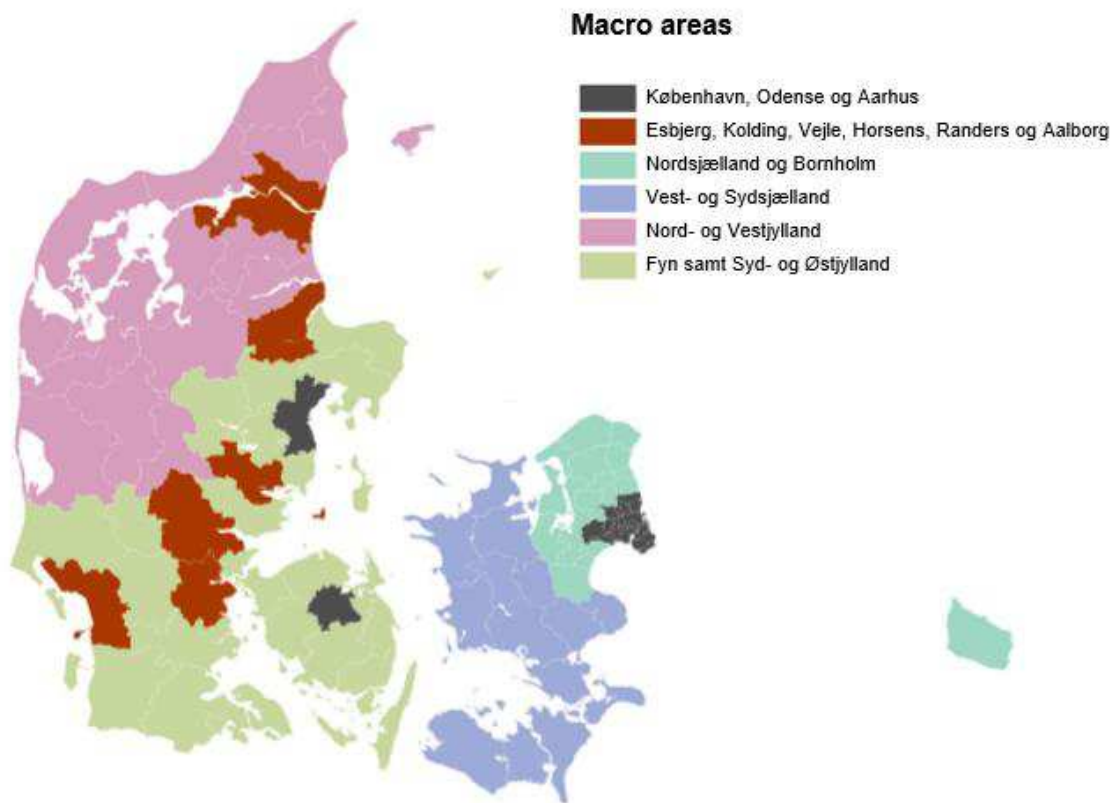 Macro areas
København, Odense og Aarhus
Esbjerg, Kolding, Vejle, Horsens, Randers og Aalborg
Nordsjælland og Bornholm
Vest- og Sydsjælland
Nord- og Vestjylland
Fyn samt Syd- og Østjylland